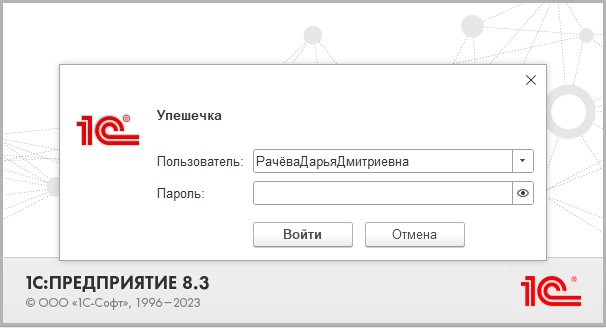 Упешечка
1С®
Пользователь: РачёваДарьяДмитриевна
Пароль:
Войти Отмена
1С:ПРЕДПРИЯТИЕ 8.3
© ООО «1С-Софт», 1996–2023
1С®